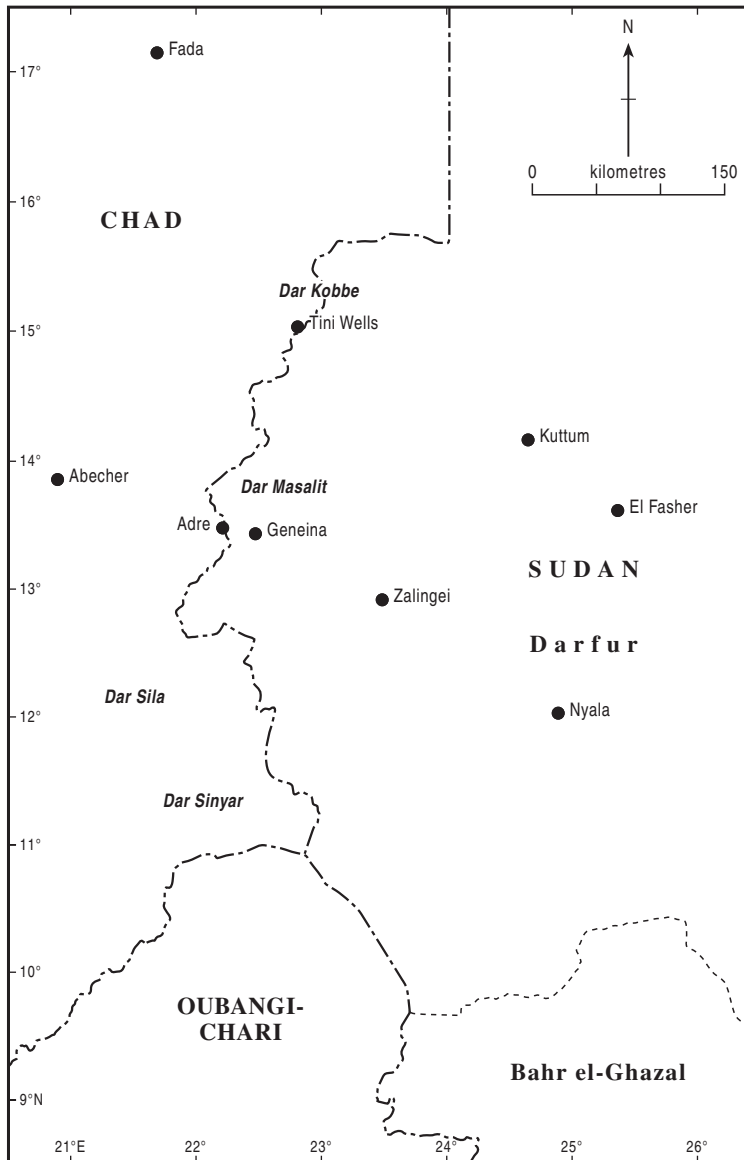 Fada
N
17°
0 kilometres 150
16°
CHAD
Dar Kobbe
15°
Tini Wells
Kuttum
14°
Abecher
Dar Masalit
El Fasher
Adre
Geneina
SUDAN
13°
Zalingei
Darfur
Dar Sila
12°
Nyala
Dar Sinyar
11°
10°
OUBANGI-
CHARI
Bahr el-Ghazal
9°N
21°E 22° 23° 24° 25° 26°